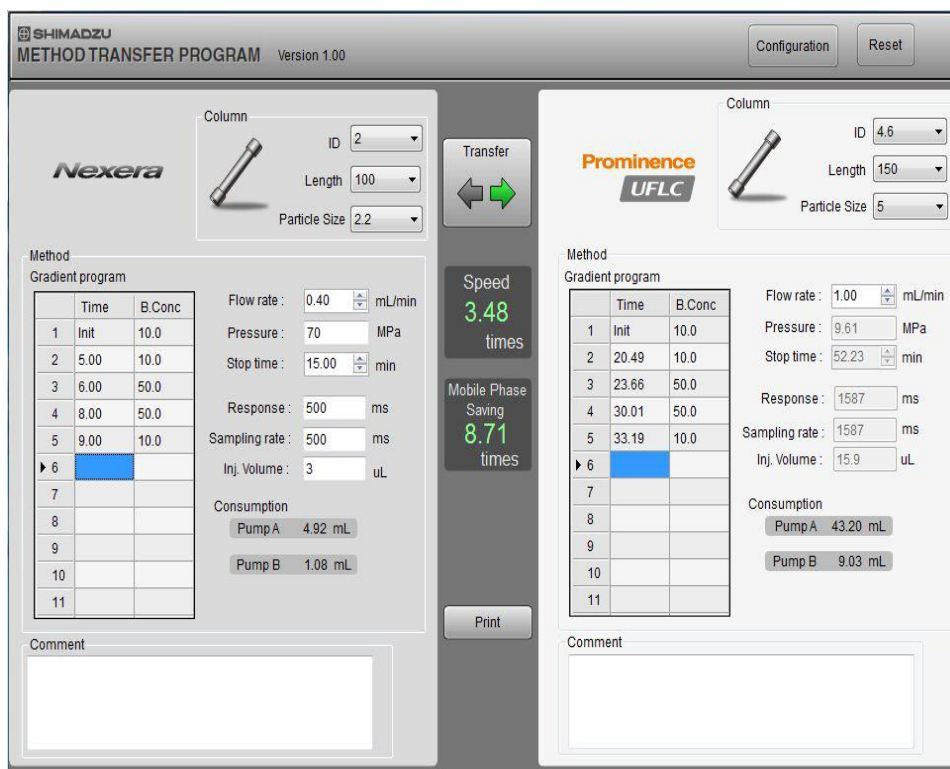 SHIMADZU
METHOD TRANSFER PROGRAM Version 1.00
Configuration
Reset
Nexera
Column
ID 2
Length 100
Particle Size 2.2
Method
Gradient program
Time B.Conc
1 Init 10.0
2 5.00 10.0
3 6.00 50.0
4 8.00 50.0
5 9.00 10.0
6
7
8
9
10
11
Flow rate : 0.40 mL/min
Pressure : 70 MPa
Stop time : 15.00 min
Response : 500 ms
Sampling rate : 500 ms
Inj. Volume : 3 uL
Consumption
Pump A 4.92 mL
Pump B 1.08 mL
Comment
Transfer
Speed
3.48
times
Mobile Phase
Saving
8.71
times
Print
Prominence
UFLC
Column
ID 4.6
Length 150
Particle Size 5
Method
Gradient program
Time B.Conc
1 Init 10.0
2 20.49 10.0
3 23.66 50.0
4 30.01 50.0
5 33.19 10.0
6
7
8
9
10
11
Flow rate : 1.00 mL/min
Pressure : 9.61 MPa
Stop time : 52.23 min
Response : 1587 ms
Sampling rate : 1587 ms
Inj. Volume : 15.9 uL
Consumption
Pump A 43.20 mL
Pump B 9.03 mL
Comment